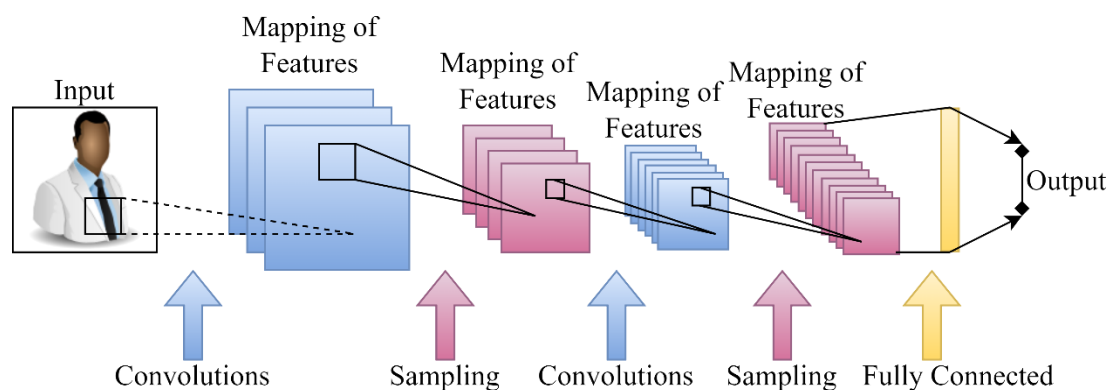 Input
Mapping of
Features
Mapping of
Features
Mapping of
Features
Mapping of
Features
Output
Convolutions
Sampling
Convolutions
Sampling
Fully Connected